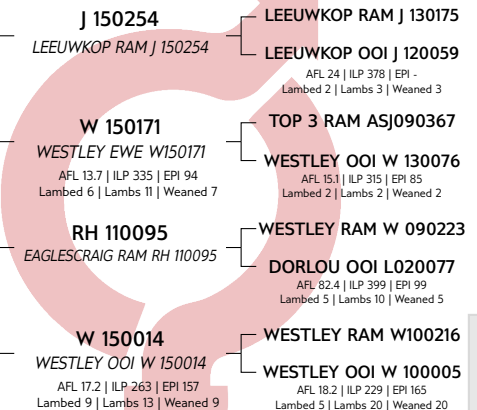 J 150254
LEEUWKOP RAM J 150254
LEEUWKOP RAM J 130175
LEEUWKOP OOI J 120059
AFL 24 | ILP 378 | EPI -
Lambed 2 | Lambs 3 | Weaned 3
W 150171
WESTLEY EWE W150171
AFL 13.7 | ILP 335 | EPI 94
Lambed 6 | Lambs 11 | Weaned 7
TOP 3 RAM ASJ090367
WESTLEY OOI W 130076
AFL 15.1 | ILP 315 | EPI 85
Lambed 2 | Lambs 2 | Weaned 2
RH 110095
EAGLESCRAIG RAM RH 110095
WESTLEY RAM W 090223
DORLOU OOI L020077
AFL 82.4 | ILP 399 | EPI 99
Lambed 5 | Lambs 10 | Weaned 5
W 150014
WESTLEY OOI W 150014
AFL 17.2 | ILP 263 | EPI 157
Lambed 9 | Lambs 13 | Weaned 9
WESTLEY RAM W100216
WESTLEY OOI W 100005
AFL 18.2 | ILP 229 | EPI 165
Lambed 5 | Lambs 20 | Weaned 20